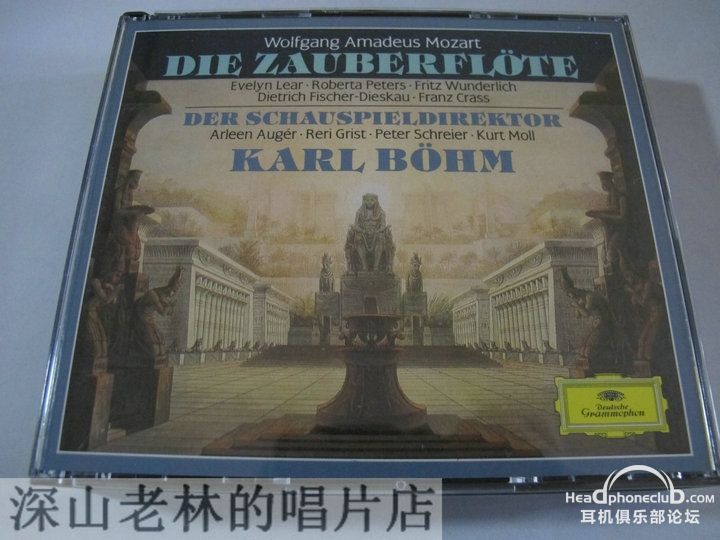 Wolfgang Amadeus Mozart
DIE ZAUBERFLÖTE
Evelyn Lear · Roberta Peters · Fritz Wunderlich
Dietrich Fischer-Dieskau · Franz Crass
DER SCHAUSPIELDIREKTOR
Arleen Augér · Reri Grist · Peter Schreier · Kurt Moll
KARL BÖHM
Deutsche
Grammophon
深山老林的唱片店
HeadphoneClub.com
耳机俱乐部论坛